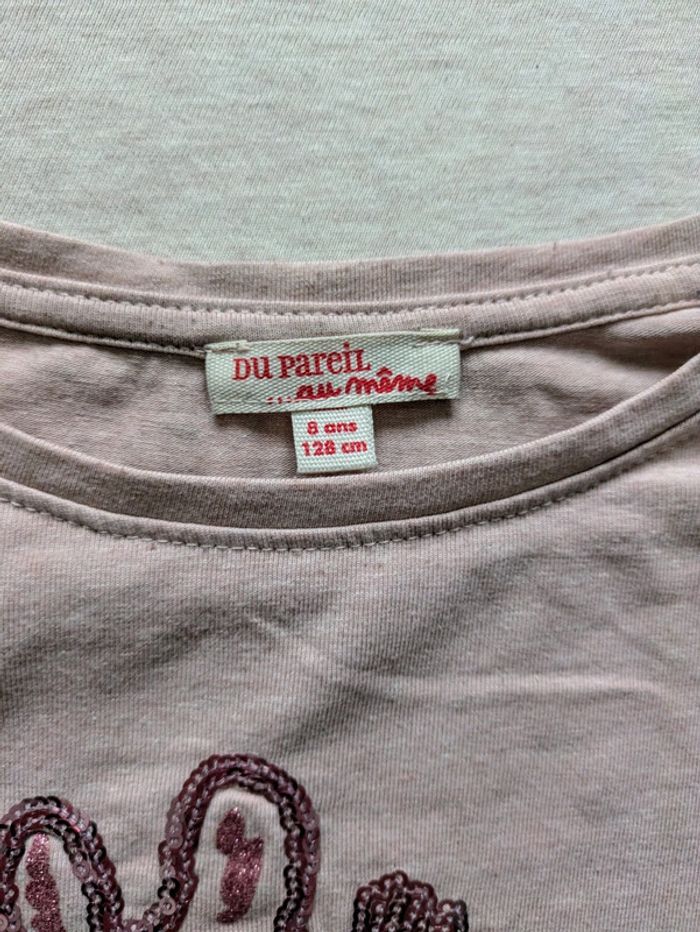 DU PAREIL
...au même
8 ans
128 cm